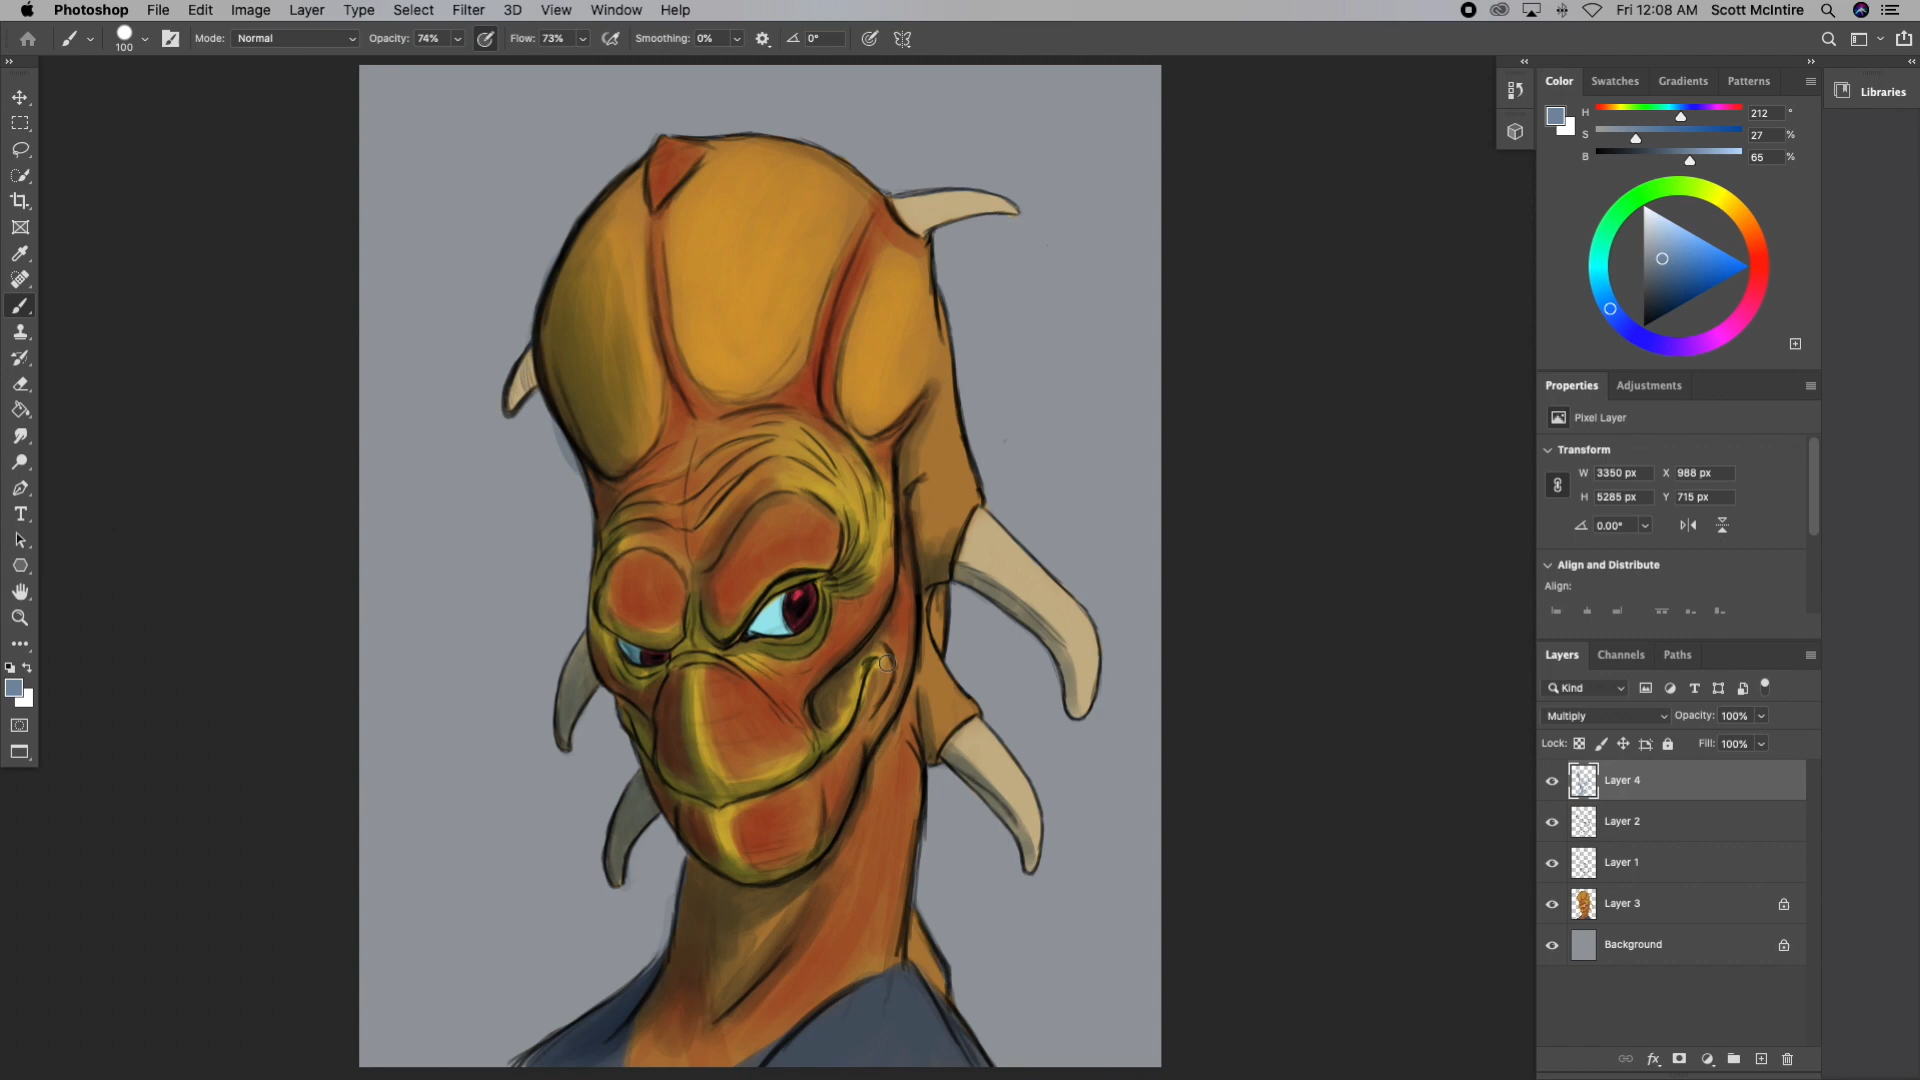 Photoshop File Edit Image Layer Type Select Filter 3D View Window Help Fri 12:08 AM Scott McIntire
100 Mode: Normal Opacity: 74% Flow: 73% Smoothing: 0% 0°
Color Swatches Gradients Patterns Libraries
H 212 °
S 27 %
B 65 %
Properties Adjustments
Pixel Layer
Transform
W 3350 px X 988 px
H 5285 px Y 715 px
0.00°
Align and Distribute
Align:
Layers Channels Paths
Kind
Multiply Opacity: 100%
Lock: Fill: 100%
Layer 4
Layer 2
Layer 1
Layer 3
Background